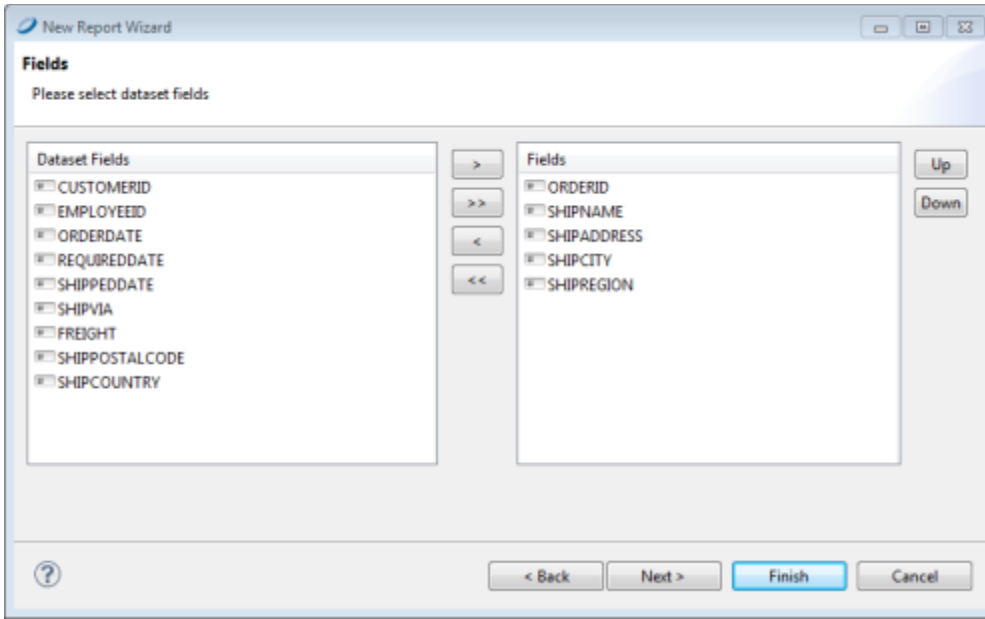 New Report Wizard
Fields
Please select dataset fields
Dataset Fields
CUSTOMERID
EMPLOYEEID
ORDERDATE
REQUIREDDATE
SHIPPEDDATE
SHIPVIA
FREIGHT
SHIPPOSTALCODE
SHIPCOUNTRY
>
>>
<
<<
Fields
ORDERID
SHIPNAME
SHIPADDRESS
SHIPCITY
SHIPREGION
Up
Down
?
< Back
Next >
Finish
Cancel